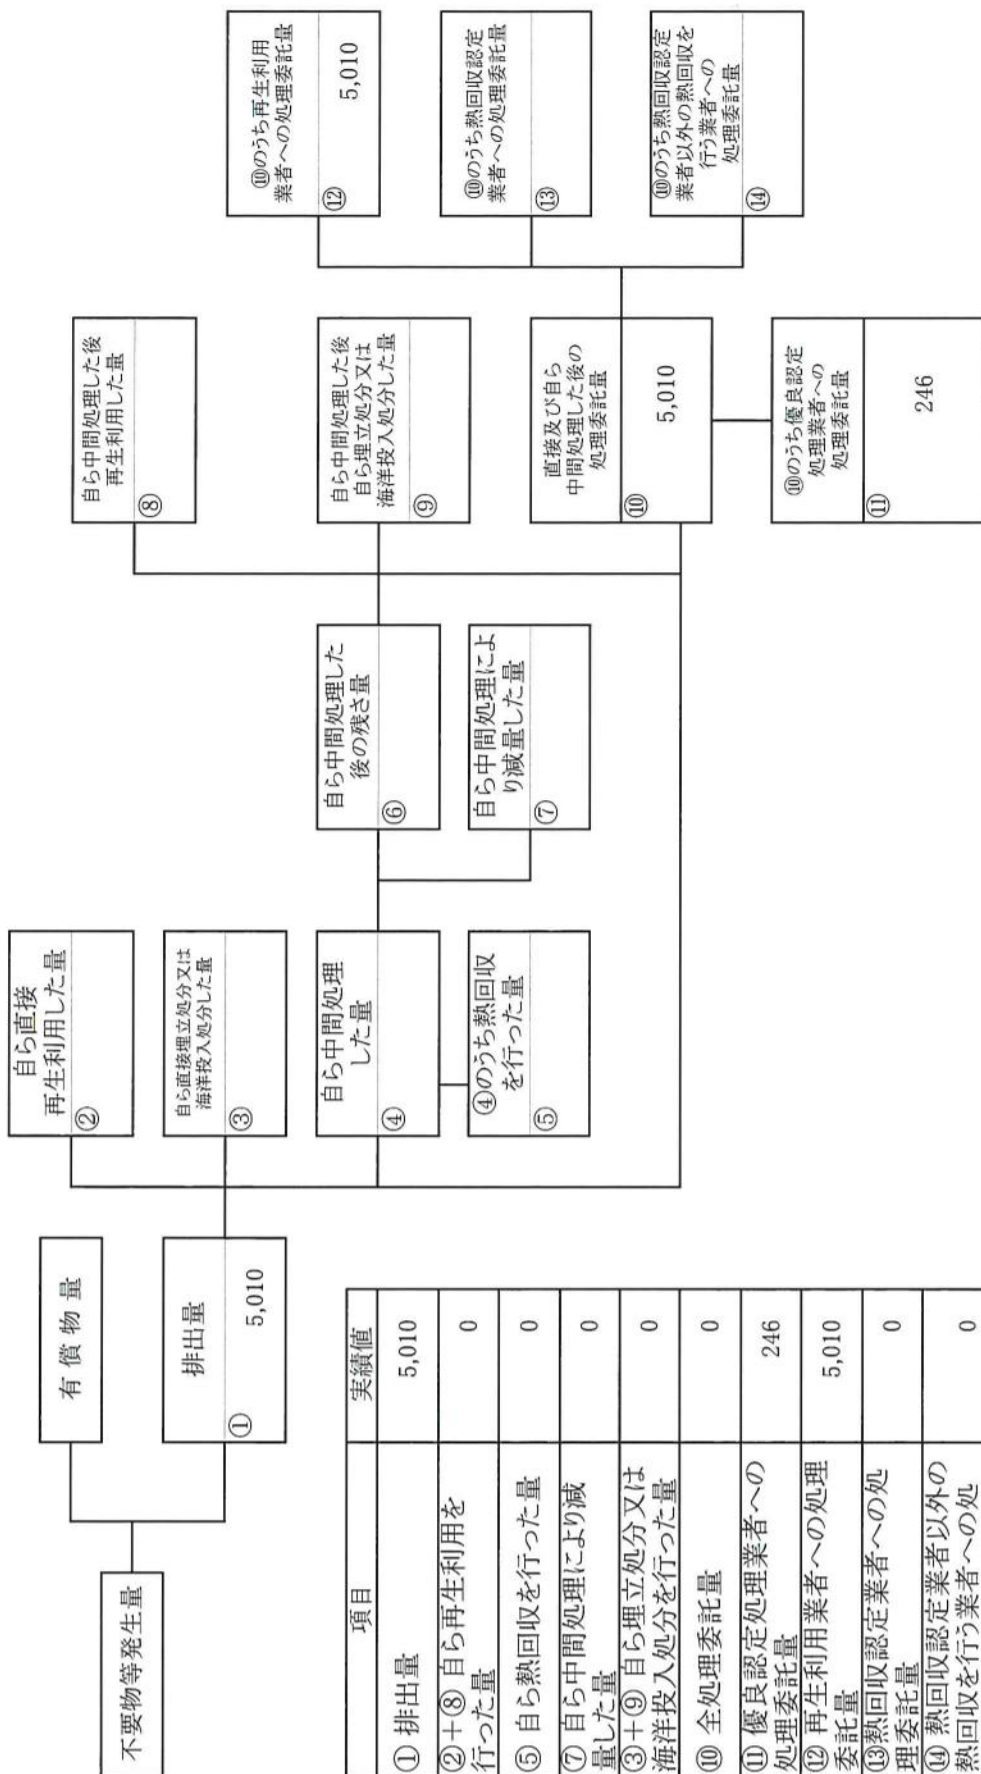 不要物等発生量
有償物量
排出量
①
5,010
自ら直接
再生利用した量
②
自ら直接埋立処分又は
海洋投入処分した量
③
自ら中間処理
した量
④
④のうち熱回収
を行った量
⑤
自ら中間処理した
後の残さ量
⑥
自ら中間処理によ
り減量した量
⑦
自ら中間処理した後
再生利用した量
⑧
自ら中間処理した後
自ら埋立処分又は
海洋投入処分した量
⑨
直接及び自ら
中間処理した後の
処理委託量
⑩
5,010
⑩のうち優良認定
処理業者への
処理委託量
⑪
246
⑩のうち再生利用
業者への処理委託量
⑫
5,010
⑩のうち熱回収認定
業者への処理委託量
⑬
⑩のうち熱回収認定
業者以外の熱回収を
行う業者への
処理委託量
⑭
項目 実績値
① 排出量 5,010
②+⑧ 自ら再生利用を
行った量 0
⑤ 自ら熱回収を行った量 0
⑦ 自ら中間処理により減
量した量 0
③+⑨ 自ら埋立処分又は
海洋投入処分を行った量 0
⑩ 全処理委託量 0
⑪ 優良認定処理業者への
処理委託量 246
⑫ 再生利用業者への処理
委託量 5,010
⑬熱回収認定業者への処
理委託量 0
⑭ 熱回収認定業者以外の
熱回収を行う業者への処 0